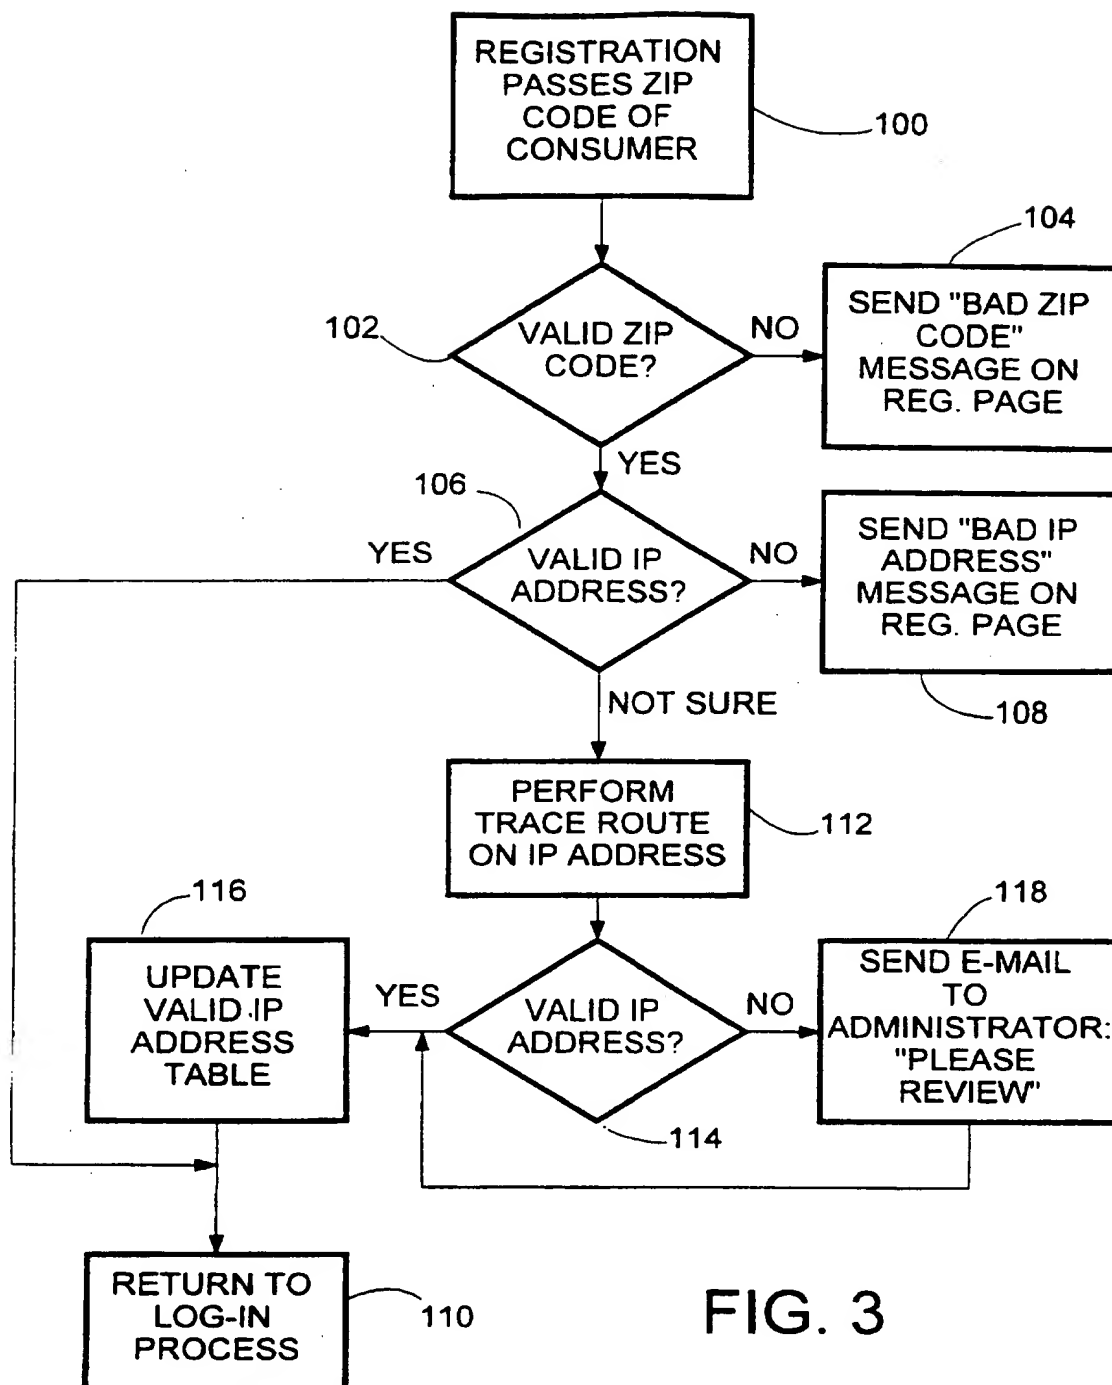 REGISTRATION
PASSES ZIP
CODE OF
CONSUMER
100
104
102
VALID ZIP
CODE?
NO
SEND "BAD ZIP
CODE"
MESSAGE ON
REG. PAGE
YES
106
YES
VALID IP
ADDRESS?
NO
SEND "BAD IP
ADDRESS"
MESSAGE ON
REG. PAGE
108
NOT SURE
PERFORM
TRACE ROUTE
ON IP ADDRESS
112
116
118
UPDATE
VALID IP
ADDRESS
TABLE
YES
VALID IP
ADDRESS?
NO
SEND E-MAIL
TO
ADMINISTRATOR:
"PLEASE
REVIEW"
114
RETURN TO
LOG-IN
PROCESS
110
FIG. 3